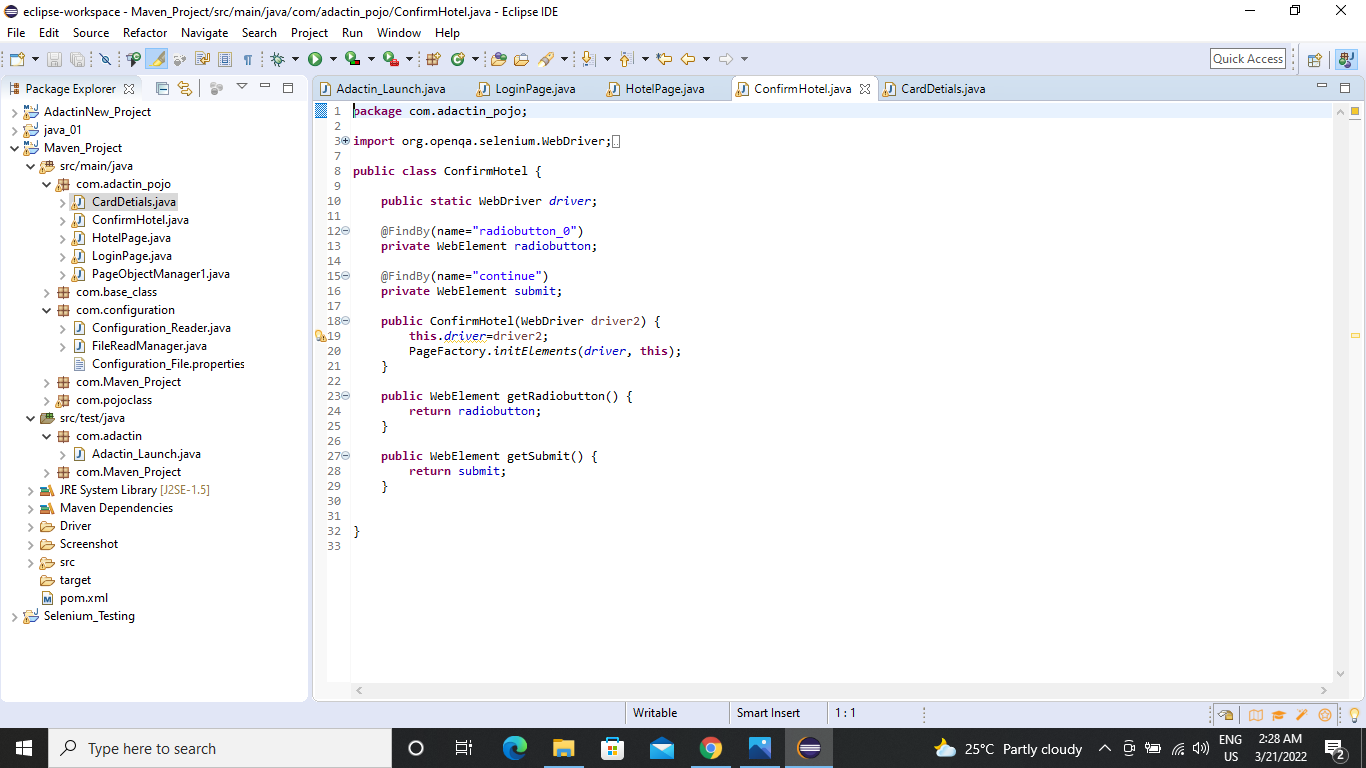 eclipse-workspace - Maven_Project/src/main/java/com/adactin_pojo/ConfirmHotel.java - Eclipse IDE
File Edit Source Refactor Navigate Search Project Run Window Help
Quick Access
Package Explorer
AdactinNew_Project
java_01
Maven_Project
src/main/java
com.adactin_pojo
CardDetials.java
ConfirmHotel.java
HotelPage.java
LoginPage.java
PageObjectManager1.java
com.base_class
com.configuration
Configuration_Reader.java
FileReadManager.java
Configuration_File.properties
com.Maven_Project
com.pojoclass
src/test/java
com.adactin
Adactin_Launch.java
com.Maven_Project
JRE System Library [J2SE-1.5]
Maven Dependencies
Driver
Screenshot
src
target
pom.xml
Selenium_Testing
Adactin_Launch.java LoginPage.java HotelPage.java ConfirmHotel.java CardDetials.java
1 package com.adactin_pojo;
2
3 import org.openqa.selenium.WebDriver;
7
8 public class ConfirmHotel {
9
10 public static WebDriver driver;
11
12 @FindBy(name="radiobutton_0")
13 private WebElement radiobutton;
14
15 @FindBy(name="continue")
16 private WebElement submit;
17
18 public ConfirmHotel(WebDriver driver2) {
19 this.driver=driver2;
20 PageFactory.initElements(driver, this);
21 }
22
23 public WebElement getRadiobutton() {
24 return radiobutton;
25 }
26
27 public WebElement getSubmit() {
28 return submit;
29 }
30
31
32 }
33
Writable Smart Insert 1 : 1
Type here to search
25°C Partly cloudy
ENG
US
2:28 AM
3/21/2022
2